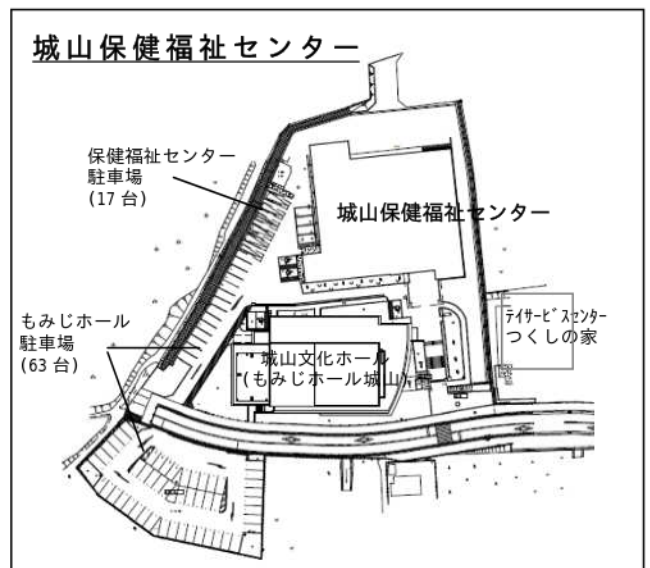 城山保健福祉センター
保健福祉センター
駐車場
(17 台)
城山保健福祉センター
もみじホール
駐車場
(63 台)
デイサービスセンター
つくしの家
城山文化ホール
(もみじホール城山)